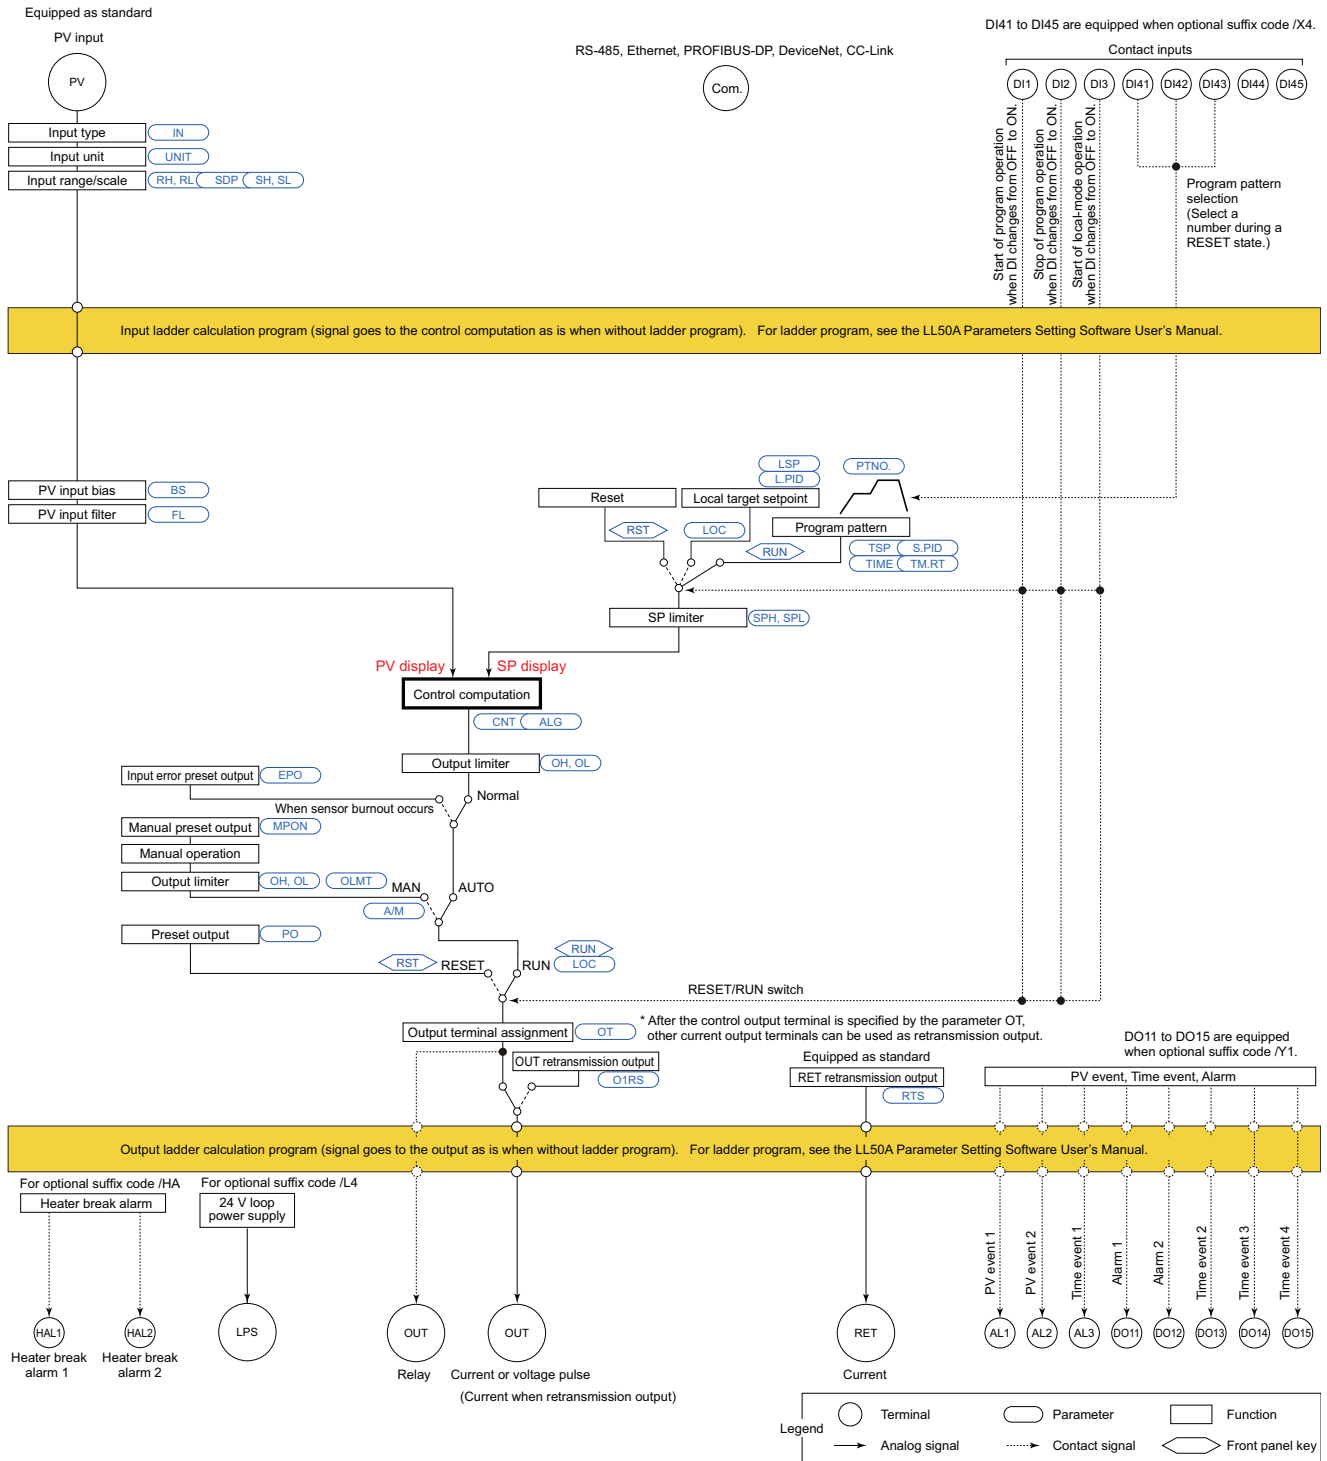 Equipped as standard
PV input
PV
RS-485, Ethernet, PROFIBUS-DP, DeviceNet, CC-Link
Com.
DI41 to DI45 are equipped when optional suffix code /X4.
Contact inputs
DI1
DI2
DI3
DI41
DI42
DI43
DI44
DI45
Input type
IN
Input unit
UNIT
Input range/scale
RH, RL
SDP
SH, SL
Start of program operation
when DI changes from OFF to ON.
Stop of program operation
when DI changes from OFF to ON.
Start of local-mode operation
when DI changes from OFF to ON.
Program pattern
selection
(Select a
number during a
RESET state.)
Input ladder calculation program (signal goes to the control computation as is when without ladder program).   For ladder program, see the LL50A Parameters Setting Software User's Manual.
PV input bias
BS
PV input filter
FL
LSP
L.PID
PTNO.
Reset
Local target setpoint
Program pattern
RST
LOC
RUN
TSP
S.PID
TIME
TM.RT
SP limiter
SPH, SPL
PV display
SP display
Control computation
CNT
ALG
Output limiter
OH, OL
Input error preset output
EPO
When sensor burnout occurs
Normal
Manual preset output
MPON
Manual operation
Output limiter
OH, OL
OLMT
MAN
AUTO
A/M
Preset output
PO
RST
RESET
RUN
RUN
LOC
RESET/RUN switch
Output terminal assignment
OT
* After the control output terminal is specified by the parameter OT,
other current output terminals can be used as retransmission output.
OUT retransmission output
O1RS
Equipped as standard
RET retransmission output
RTS
DO11 to DO15 are equipped
when optional suffix code /Y1.
PV event, Time event, Alarm
Output ladder calculation program (signal goes to the output as is when without ladder program).   For ladder program, see the LL50A Parameter Setting Software User's Manual.
For optional suffix code /HA
Heater break alarm
For optional suffix code /L4
24 V loop
power supply
PV event 1
PV event 2
Time event 1
Alarm 1
Alarm 2
Time event 2
Time event 3
Time event 4
HAL1
HAL2
LPS
OUT
OUT
RET
AL1
AL2
AL3
DO11
DO12
DO13
DO14
DO15
Heater break
alarm 1
Heater break
alarm 2
Relay
Current or voltage pulse
(Current when retransmission output)
Current
Legend
Terminal
Parameter
Function
Analog signal
Contact signal
Front panel key